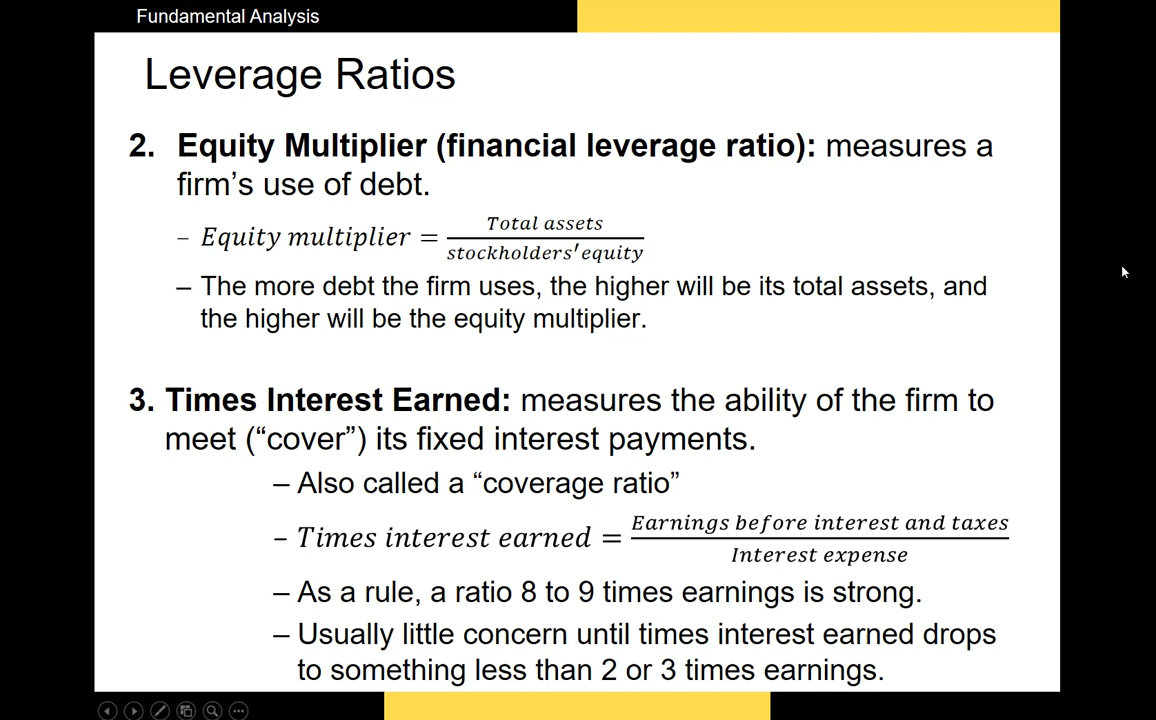 Fundamental Analysis
Leverage Ratios
2. Equity Multiplier (financial leverage ratio): measures a
firm’s use of debt.
– Equity multiplier = Total assets / stockholders′equity
– The more debt the firm uses, the higher will be its total assets, and
the higher will be the equity multiplier.
3. Times Interest Earned: measures the ability of the firm to
meet (“cover”) its fixed interest payments.
– Also called a “coverage ratio”
– Times interest earned = Earnings before interest and taxes / Interest expense
– As a rule, a ratio 8 to 9 times earnings is strong.
– Usually little concern until times interest earned drops
to something less than 2 or 3 times earnings.